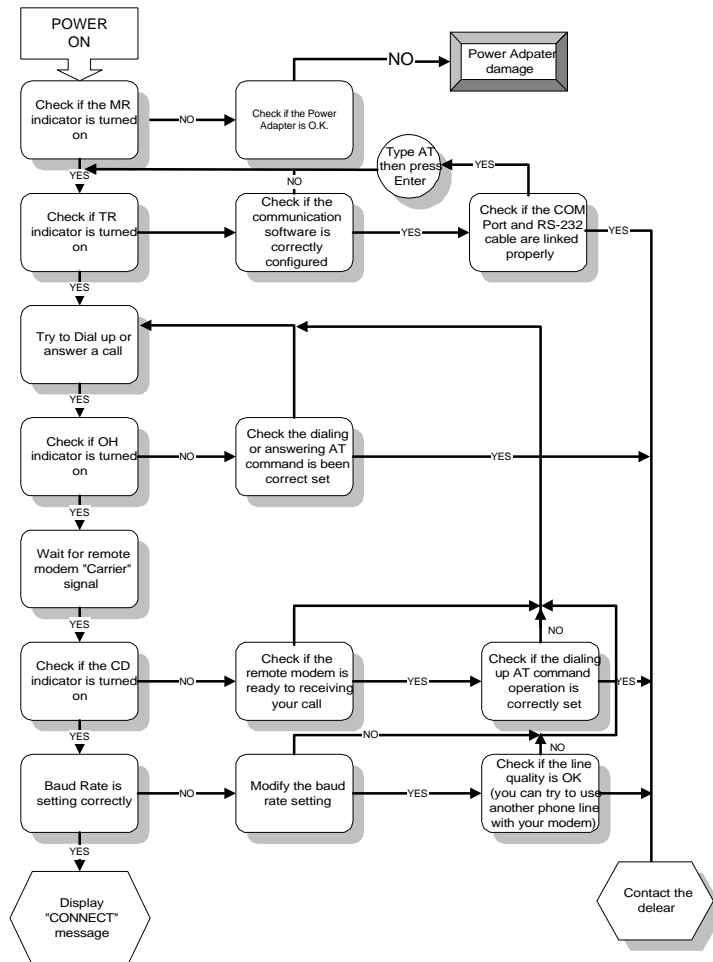 POWER
ON
NO
Power Adpater
damage
Check if the MR
indicator is turned
on
NO
Check if the Power
Adapter is O.K.
Type AT
then press
Enter
YES
YES
NO
Check if TR
indicator is turned
on
Check if the
communication
software is
correctly
configured
YES
Check if the COM
Port and RS-232
cable are linked
properly
YES
YES
Try to Dial up or
answer a call
YES
Check if OH
indicator is turned
on
NO
Check the dialing
or answering AT
command is been
correct set
YES
YES
Wait for remote
modem "Carrier"
signal
YES
NO
Check if the CD
indicator is turned
on
NO
Check if the
remote modem is
ready to receiving
your call
YES
Check if the dialing
up AT command
operation is
correctly set
YES
YES
NO
NO
Baud Rate is
setting correctly
NO
Modify the baud
rate setting
YES
Check if the line
quality is OK
(you can try to use
another phone line
with your modem)
YES
Display
"CONNECT"
message
Contact the
delear